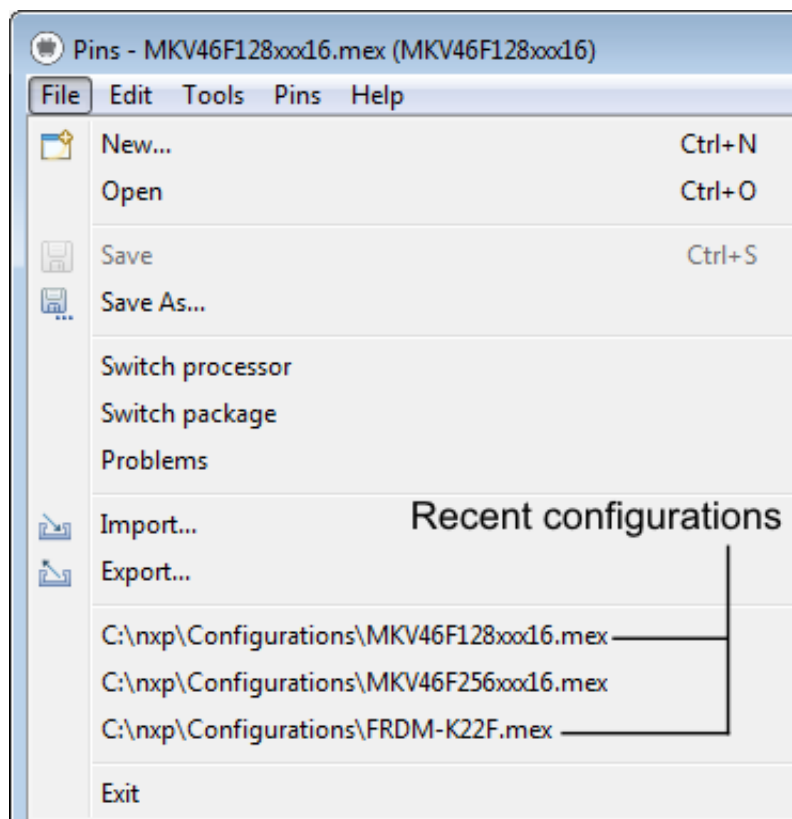 Pins - MKV46F128xxx16.mex (MKV46F128xxx16)
File Edit Tools Pins Help
New... Ctrl+N
Open Ctrl+O
Save Ctrl+S
Save As...
Switch processor
Switch package
Problems
Import... Recent configurations
Export...
C:\nxp\Configurations\MKV46F128xxx16.mex
C:\nxp\Configurations\MKV46F256xxx16.mex
C:\nxp\Configurations\FRDM-K22F.mex
Exit